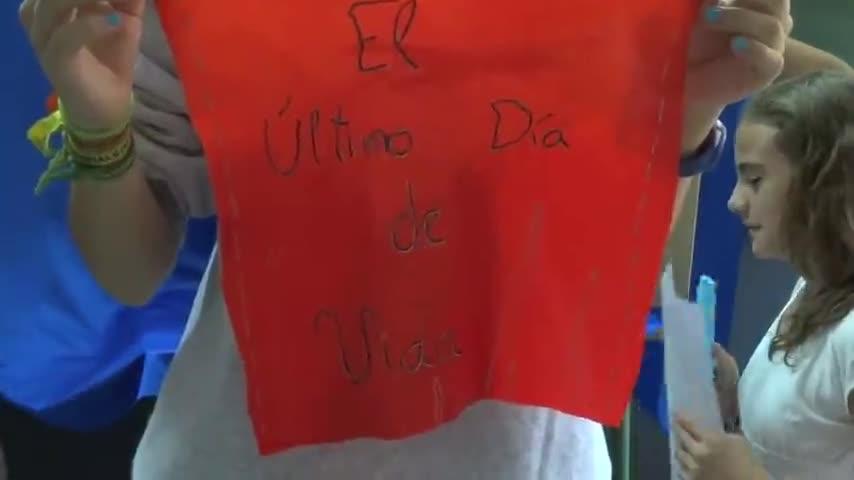 El
Último Día
de
Vida